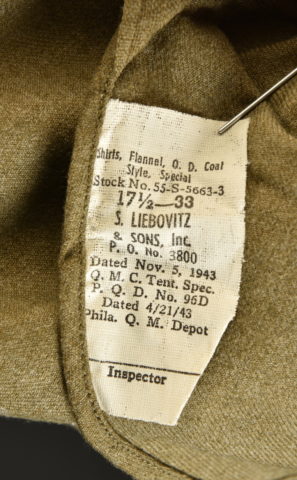 Shirts, Flannel, O. D. Coat
Style, Special
Stock No. 55-S-5663-3
17½—33
S. LIEBOVITZ
& SONS, Inc.
P. O. No. 3800
Dated Nov. 5, 1943
Q. M. C. Tent. Spec.
P. Q. D. No. 96D
Dated 4/21/43
Phila. Q. M. Depot
Inspector